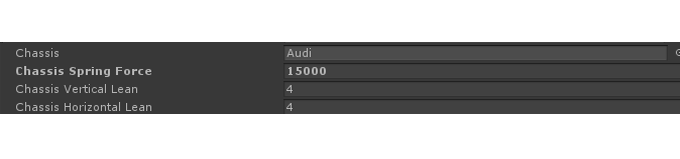 Chassis Audi
Chassis Spring Force 15000
Chassis Vertical Lean 4
Chassis Horizontal Lean 4